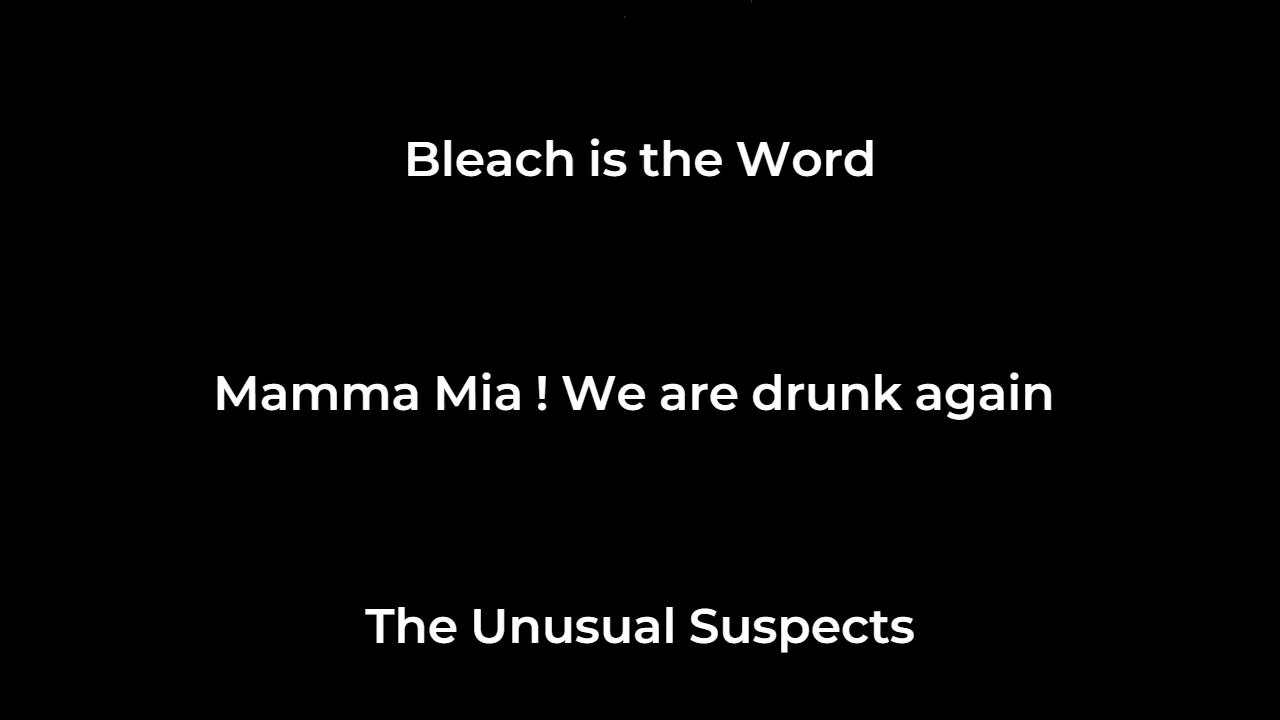 Bleach is the Word
Mamma Mia ! We are drunk again
The Unusual Suspects